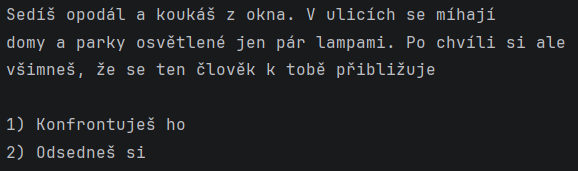 Sedíš opodál a koukáš z okna. V ulicích se míhají
domy a parky osvětlené jen pár lampami. Po chvíli si ale
všimneš, že se ten člověk k tobě přibližuje
1) Konfrontuješ ho
2) Odsedneš si